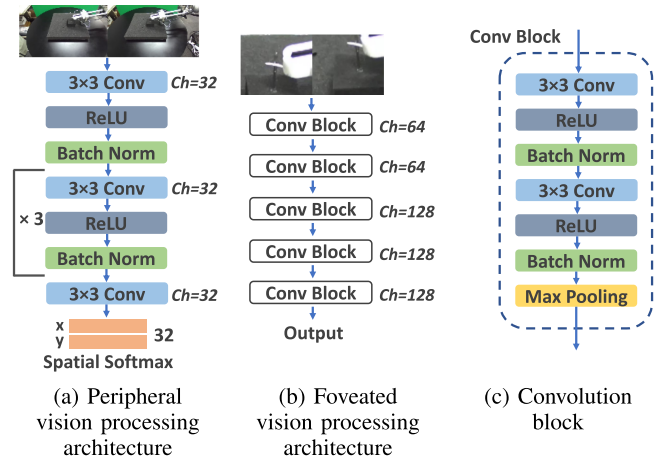 3×3 Conv Ch=32
ReLU
Batch Norm
× 3
3×3 Conv Ch=32
ReLU
Batch Norm
3×3 Conv Ch=32
x
y
32
Spatial Softmax
(a) Peripheral
vision processing
architecture
Conv Block Ch=64
Conv Block Ch=64
Conv Block Ch=128
Conv Block Ch=128
Conv Block Ch=128
Output
(b) Foveated
vision processing
architecture
Conv Block
3×3 Conv
ReLU
Batch Norm
3×3 Conv
ReLU
Batch Norm
Max Pooling
(c) Convolution
block